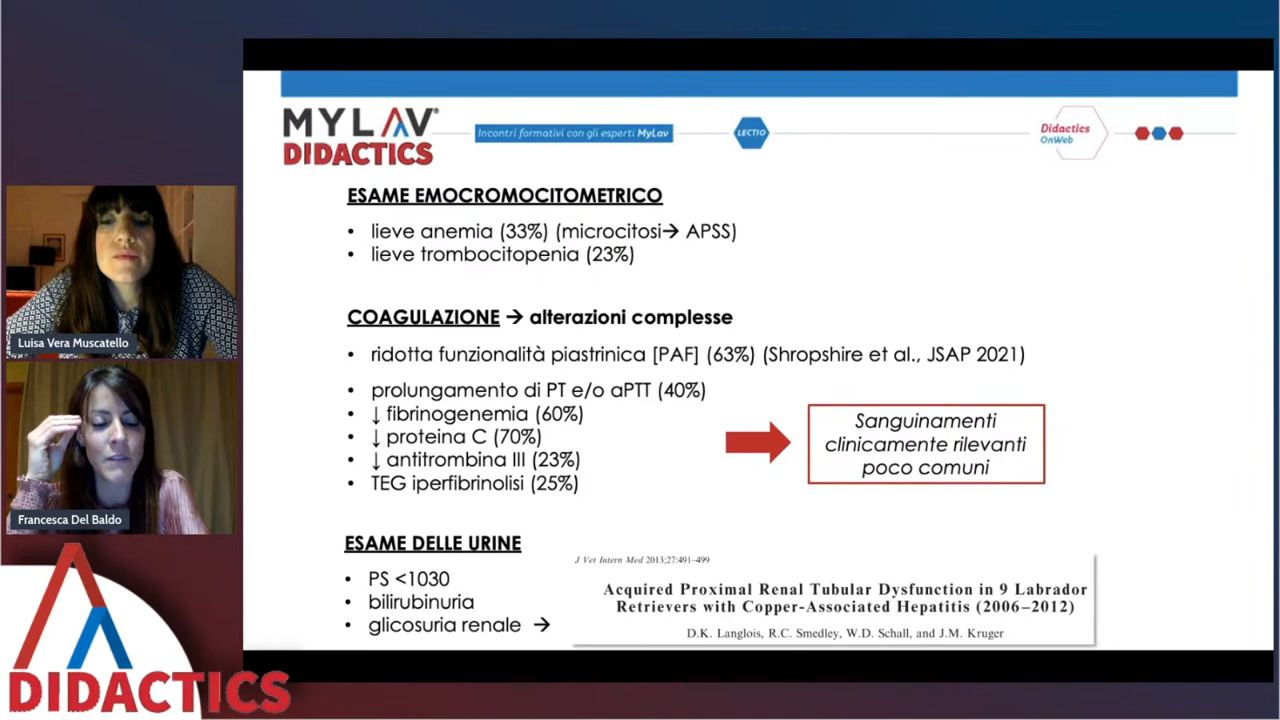 MYLAV®
DIDACTICS
Incontri formativi con gli esperti MyLav
LECTIO
Didactics
OnWeb
ESAME EMOCROMOCITOMETRICO
• lieve anemia (33%) (microcitosi→ APSS)
• lieve trombocitopenia (23%)
COAGULAZIONE → alterazioni complesse
• ridotta funzionalità piastrinica [PAF] (63%) (Shropshire et al., JSAP 2021)
• prolungamento di PT e/o aPTT (40%)
• ↓ fibrinogenemia (60%)
• ↓ proteina C (70%)
• ↓ antitrombina III (23%)
• TEG iperfibrinolisi (25%)
Sanguinamenti
clinicamente rilevanti
poco comuni
ESAME DELLE URINE
• PS <1030
• bilirubinuria
• glicosuria renale →
J Vet Intern Med 2013;27:491–499
Acquired Proximal Renal Tubular Dysfunction in 9 Labrador
Retrievers with Copper-Associated Hepatitis (2006–2012)
D.K. Langlois, R.C. Smedley, W.D. Schall, and J.M. Kruger
Luisa Vera Muscatello
Francesca Del Baldo
DIDACTICS